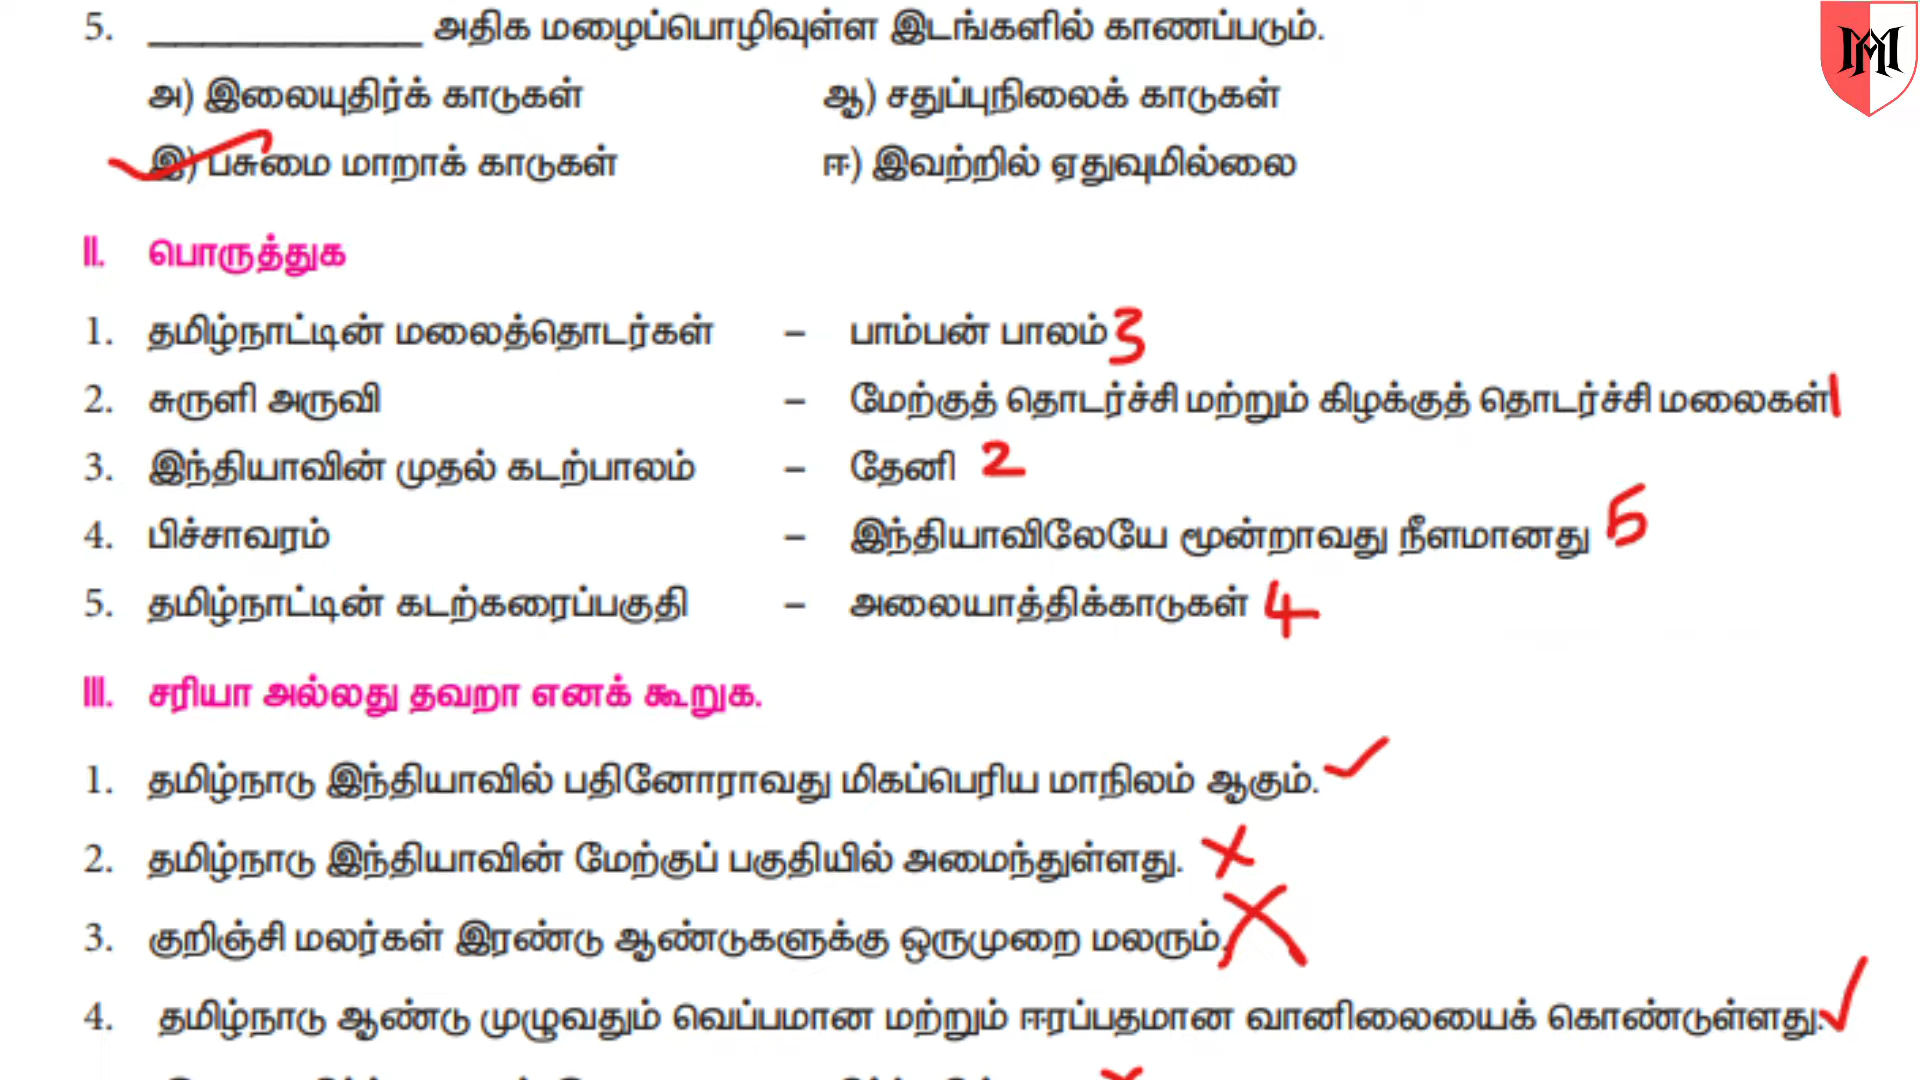 5. ______________ அதிக மழைப்பொழிவுள்ள இடங்களில் காணப்படும்.
அ) இலையுதிர்க் காடுகள் ஆ) சதுப்புநிலைக் காடுகள்
இ) பசுமை மாறாக் காடுகள் ஈ) இவற்றில் ஏதுவுமில்லை
II. பொருத்துக
1. தமிழ்நாட்டின் மலைத்தொடர்கள் – பாம்பன் பாலம் 3
2. சுருளி அருவி – மேற்குத் தொடர்ச்சி மற்றும் கிழக்குத் தொடர்ச்சி மலைகள் 1
3. இந்தியாவின் முதல் கடற்பாலம் – தேனி 2
4. பிச்சாவரம் – இந்தியாவிலேயே மூன்றாவது நீளமானது 5
5. தமிழ்நாட்டின் கடற்கரைப்பகுதி – அலையாத்திக்காடுகள் 4
III. சரியா அல்லது தவறா எனக் கூறுக.
1. தமிழ்நாடு இந்தியாவில் பதினோராவது மிகப்பெரிய மாநிலம் ஆகும். ✓
2. தமிழ்நாடு இந்தியாவின் மேற்குப் பகுதியில் அமைந்துள்ளது. ✗
3. குறிஞ்சி மலர்கள் இரண்டு ஆண்டுகளுக்கு ஒருமுறை மலரும். ✗
4. தமிழ்நாடு ஆண்டு முழுவதும் வெப்பமான மற்றும் ஈரப்பதமான வானிலையைக் கொண்டுள்ளது. ✓